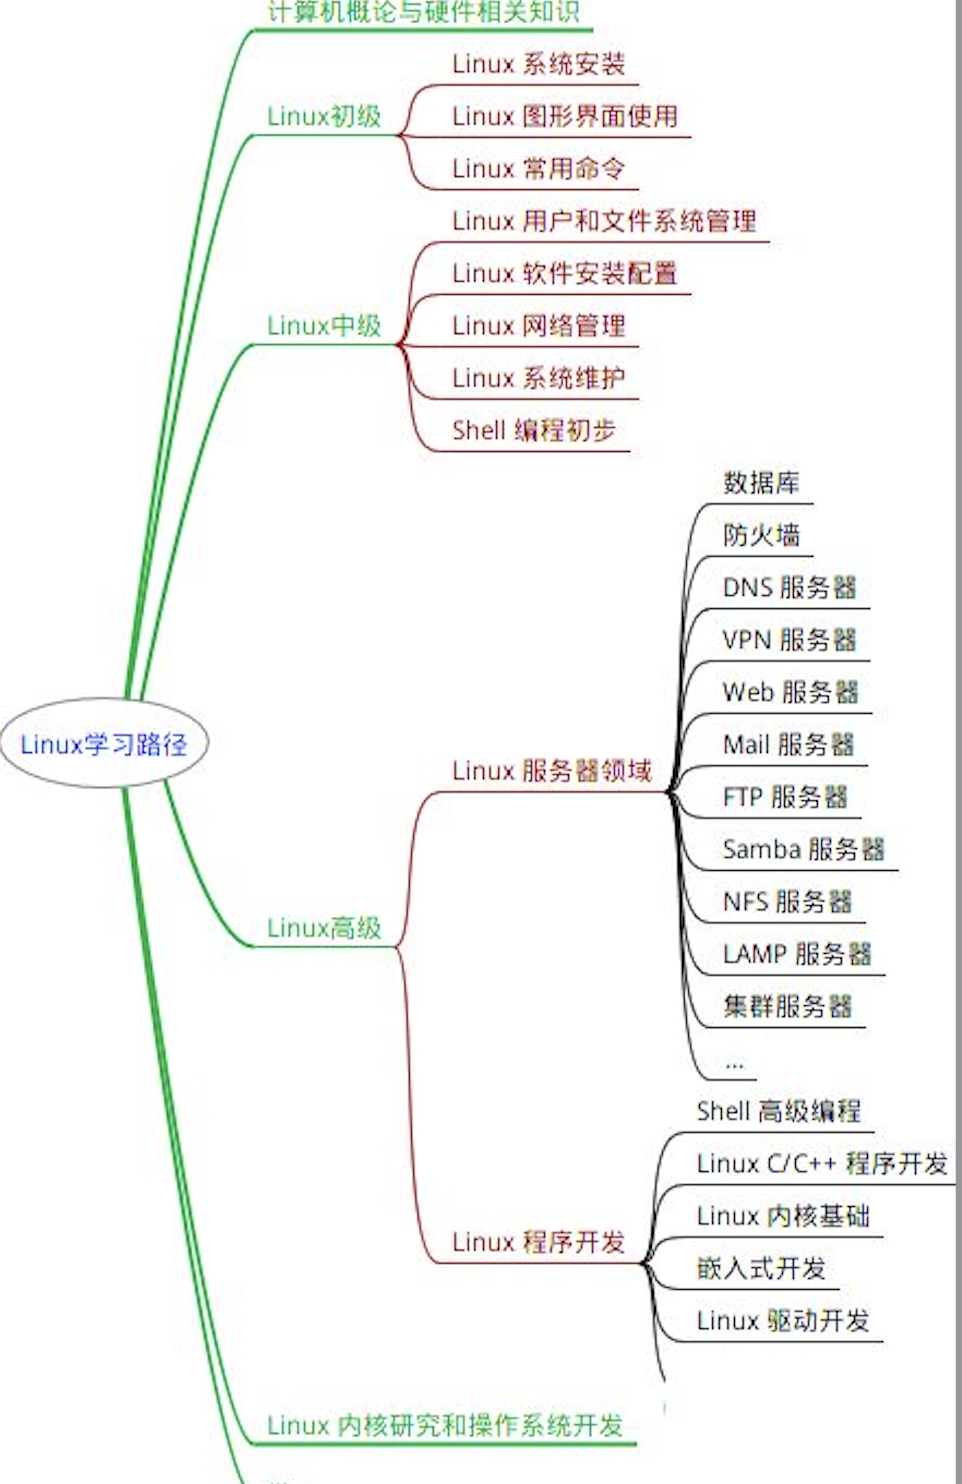 计算机概论与硬件相关知识
Linux初级
Linux 系统安装
Linux 图形界面使用
Linux 常用命令
Linux中级
Linux 用户和文件系统管理
Linux 软件安装配置
Linux 网络管理
Linux 系统维护
Shell 编程初步
Linux学习路径
Linux高级
Linux 服务器领域
数据库
防火墙
DNS 服务器
VPN 服务器
Web 服务器
Mail 服务器
FTP 服务器
Samba 服务器
NFS 服务器
LAMP 服务器
集群服务器
...
Linux 程序开发
Shell 高级编程
Linux C/C++ 程序开发
Linux 内核基础
嵌入式开发
Linux 驱动开发
Linux 内核研究和操作系统开发
...